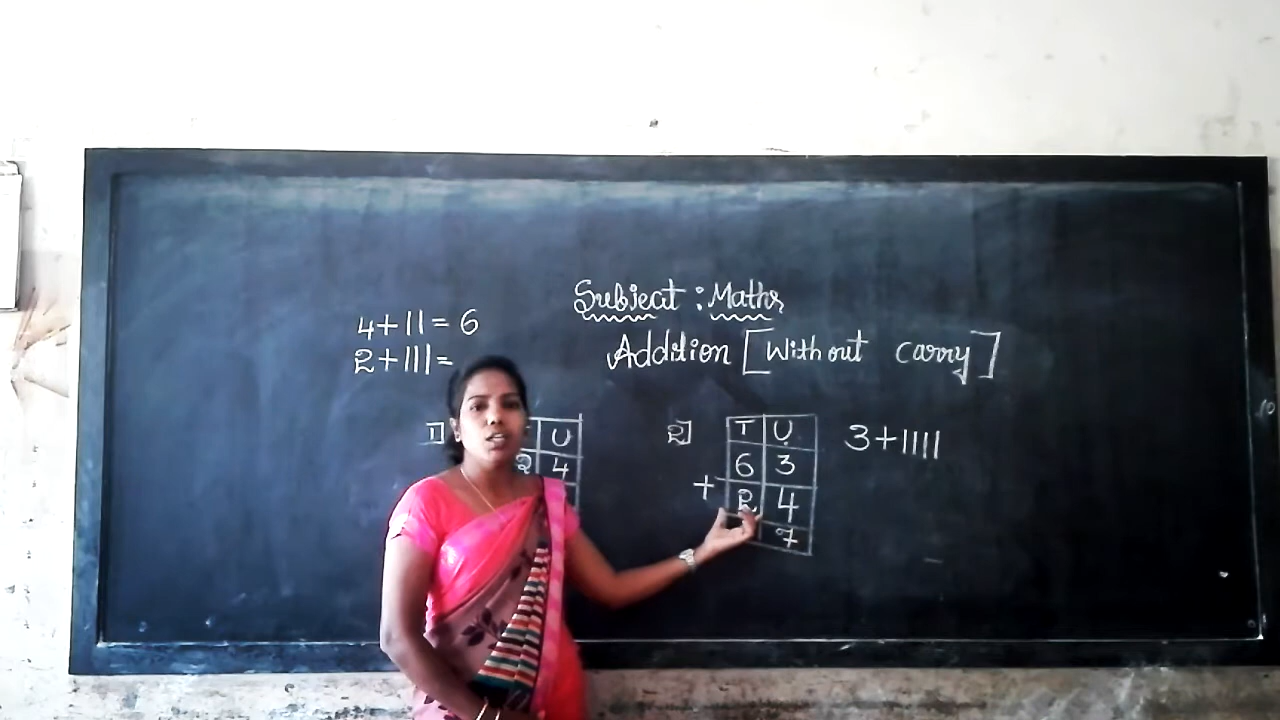 Subject : Maths
4+11= 6
2+111=
Addition [Without carry]
1] U
2 4
2] T U
6 3
+ 2 4
7
3+1111